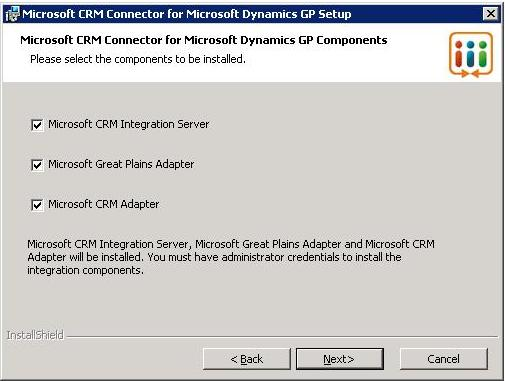 Microsoft CRM Connector for Microsoft Dynamics GP Setup
Microsoft CRM Connector for Microsoft Dynamics GP Components
Please select the components to be installed.
Microsoft CRM Integration Server
Microsoft Great Plains Adapter
Microsoft CRM Adapter
Microsoft CRM Integration Server, Microsoft Great Plains Adapter and Microsoft CRM
Adapter will be installed. You must have administrator credentials to install the
integration components.
InstallShield
< Back
Next>
Cancel